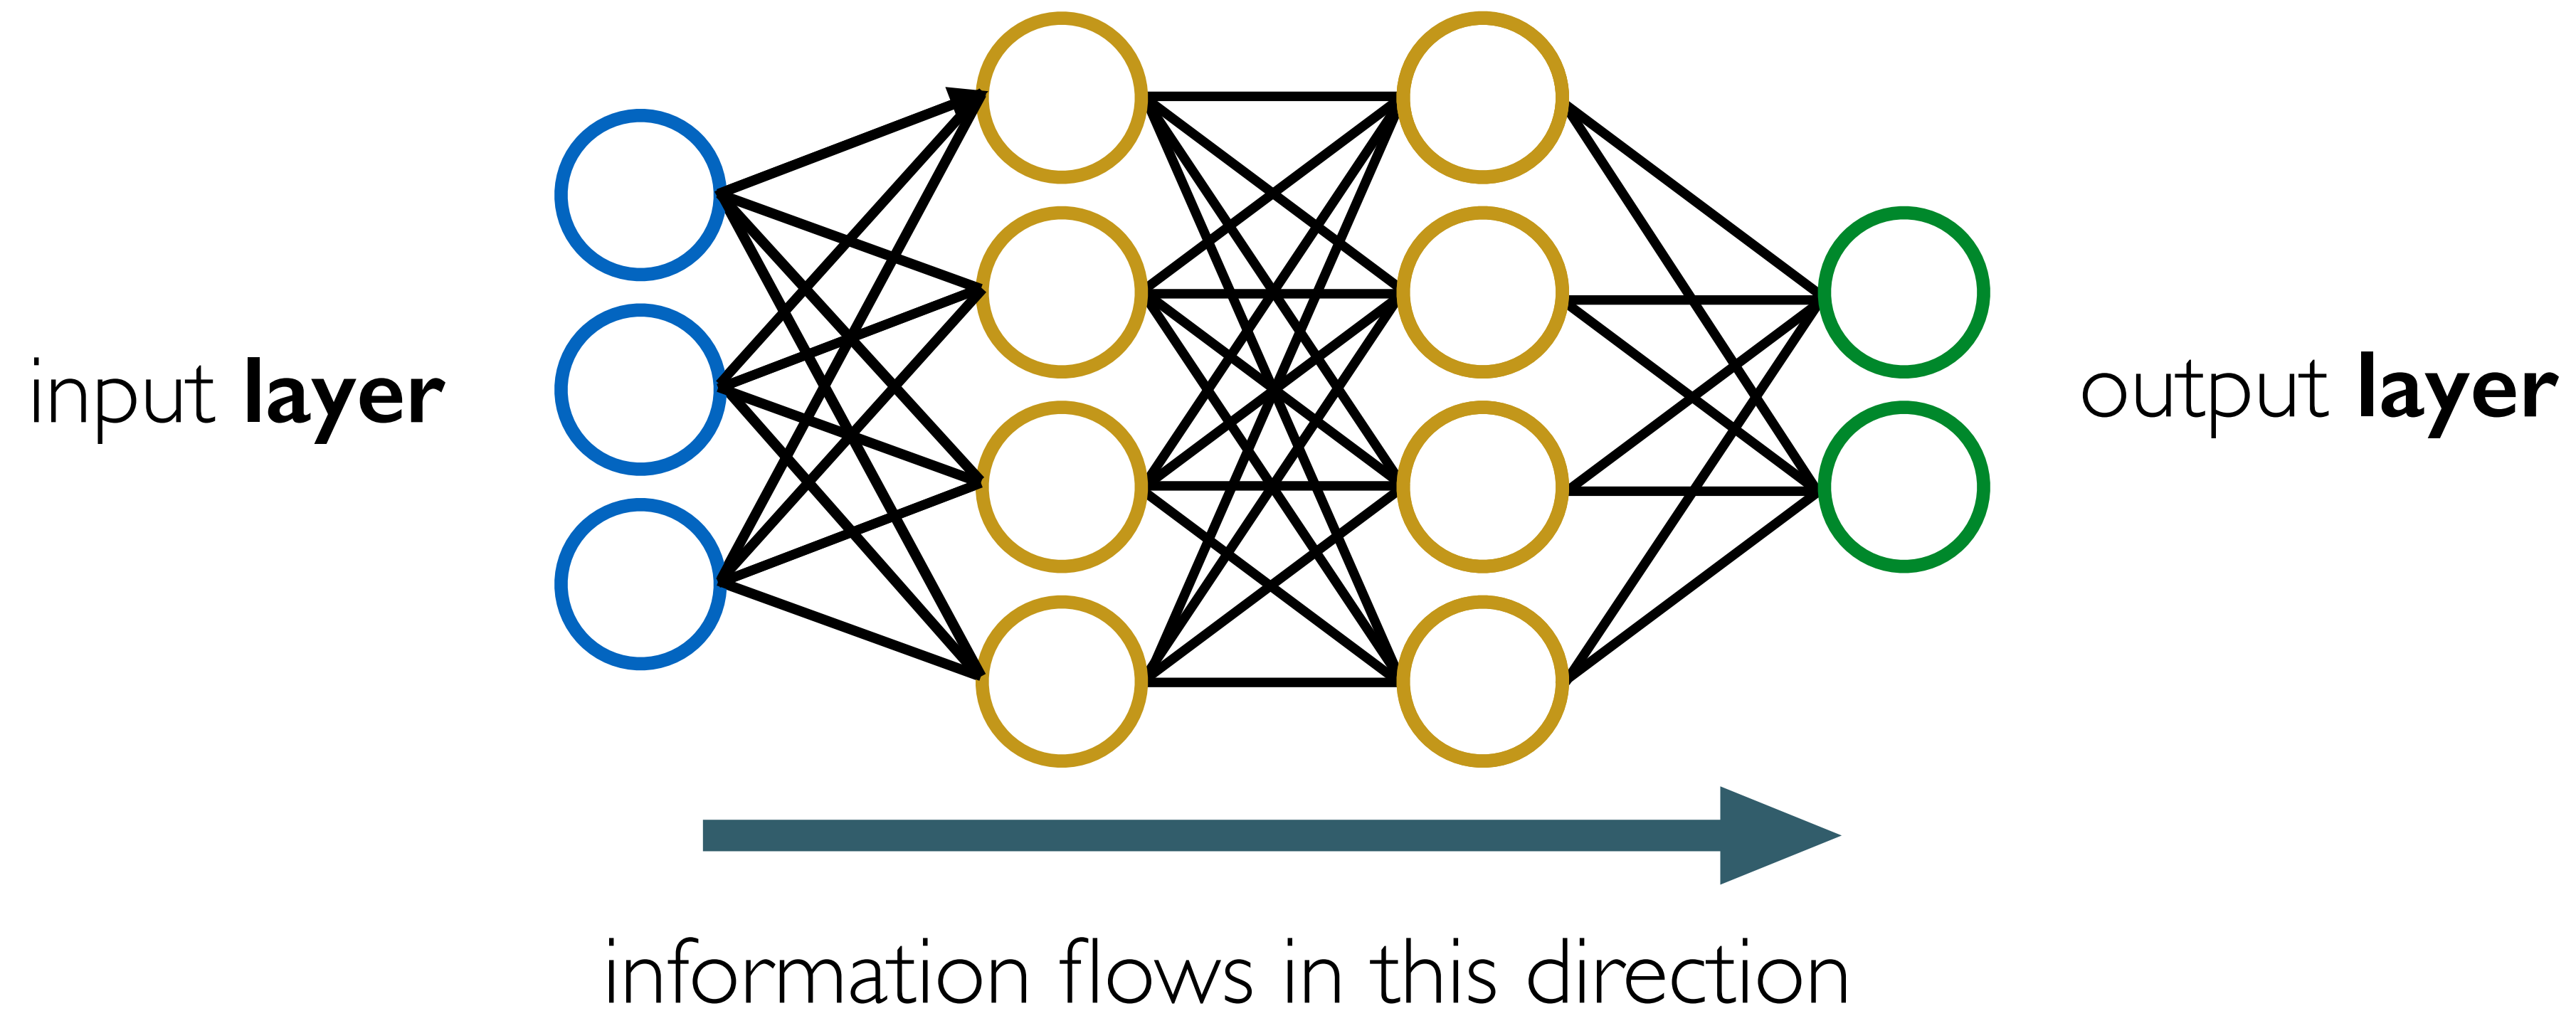 input layer
output layer
information flows in this direction